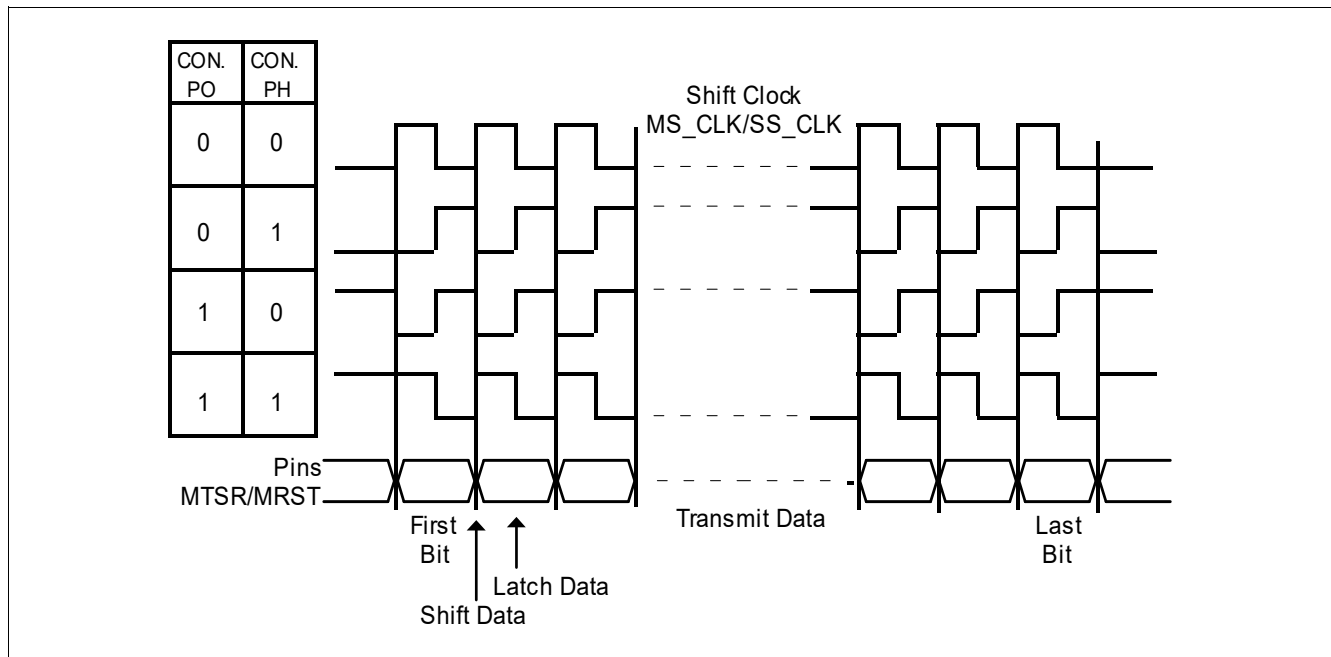 CON. CON.
PO PH
0 0
0 1
1 0
1 1
Shift Clock
MS_CLK/SS_CLK
Pins
MTSR/MRST
First
Bit
Transmit Data
Last
Bit
Latch Data
Shift Data